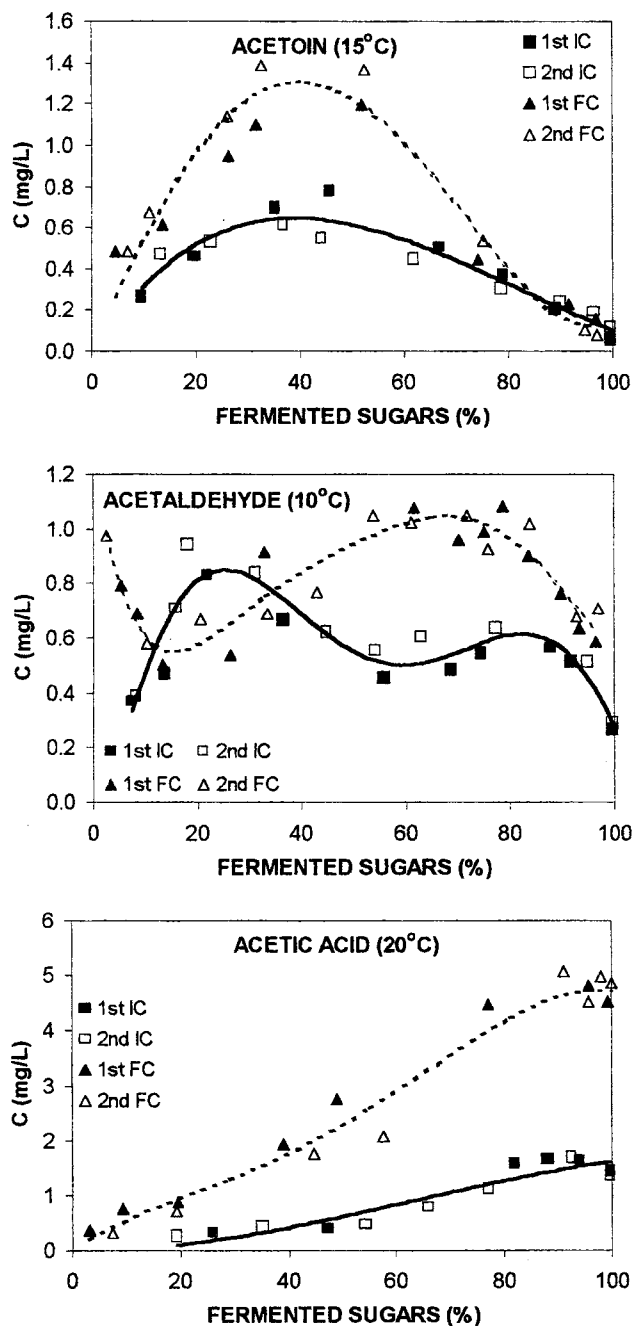 ACETOIN (15°C)
1st IC
2nd IC
1st FC
2nd FC
C (mg/L)
1.6
1.4
1.2
1.0
0.8
0.6
0.4
0.2
0.0
0 20 40 60 80 100
FERMENTED SUGARS (%)
ACETALDEHYDE (10°C)
C (mg/L)
1.2
1.0
0.8
0.6
0.4
0.2
0.0
1st IC 2nd IC
1st FC 2nd FC
0 20 40 60 80 100
FERMENTED SUGARS (%)
ACETIC ACID (20°C)
1st IC
2nd IC
1st FC
2nd FC
C (mg/L)
6
5
4
3
2
1
0
0 20 40 60 80 100
FERMENTED SUGARS (%)